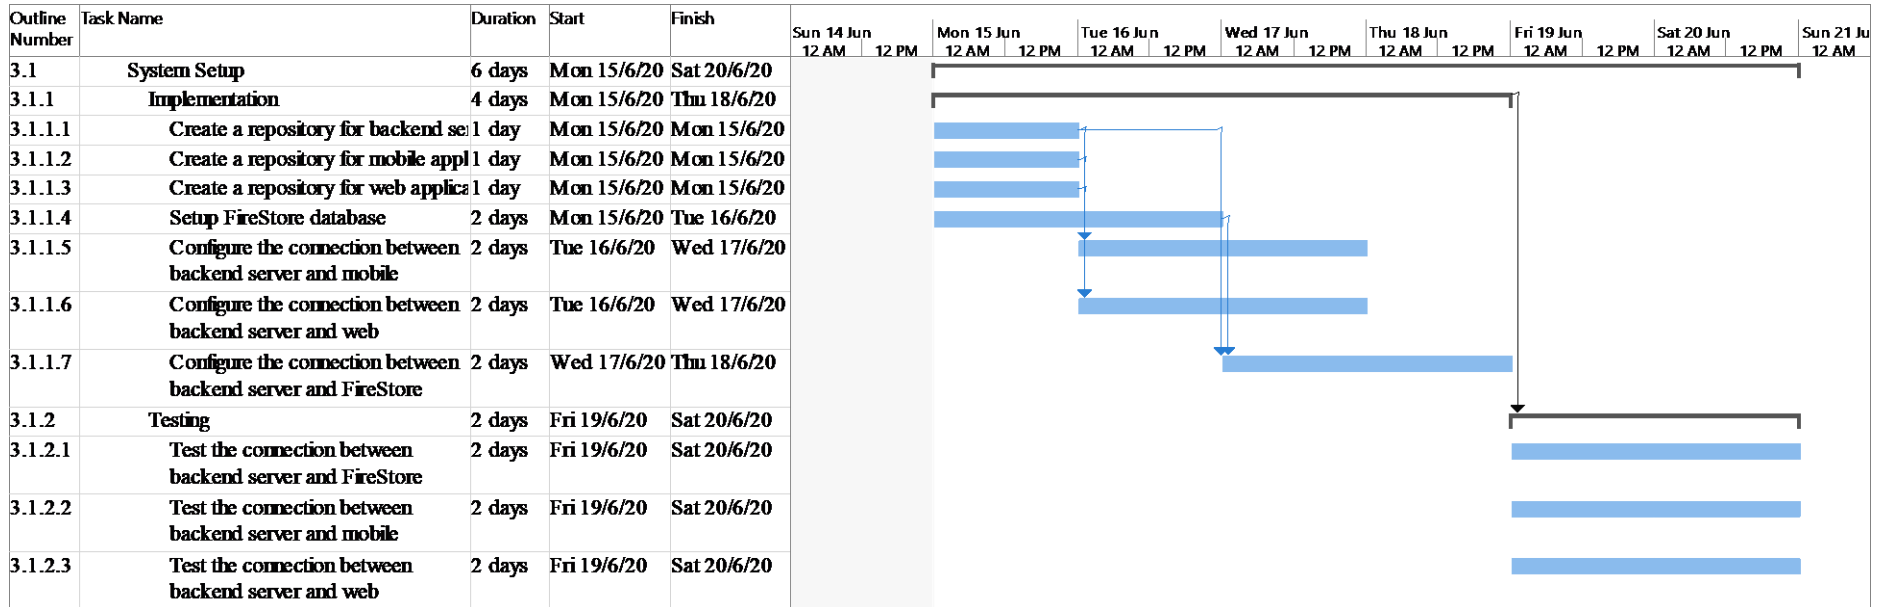 Outline Number Task Name Duration Start Finish
Sun 14 Jun Mon 15 Jun Tue 16 Jun Wed 17 Jun Thu 18 Jun Fri 19 Jun Sat 20 Jun Sun 21 Ju
12 AM 12 PM 12 AM 12 PM 12 AM 12 PM 12 AM 12 PM 12 AM 12 PM 12 AM 12 PM 12 AM 12 PM 12 AM
3.1 System Setup 6 days Mon 15/6/20 Sat 20/6/20
3.1.1 Implementation 4 days Mon 15/6/20 Thu 18/6/20
3.1.1.1 Create a repository for backend se 1 day Mon 15/6/20 Mon 15/6/20
3.1.1.2 Create a repository for mobile appl 1 day Mon 15/6/20 Mon 15/6/20
3.1.1.3 Create a repository for web applica 1 day Mon 15/6/20 Mon 15/6/20
3.1.1.4 Setup FireStore database 2 days Mon 15/6/20 Tue 16/6/20
3.1.1.5 Configure the connection between 2 days Tue 16/6/20 Wed 17/6/20
backend server and mobile
3.1.1.6 Configure the connection between 2 days Tue 16/6/20 Wed 17/6/20
backend server and web
3.1.1.7 Configure the connection between 2 days Wed 17/6/20 Thu 18/6/20
backend server and FireStore
3.1.2 Testing 2 days Fri 19/6/20 Sat 20/6/20
3.1.2.1 Test the connection between 2 days Fri 19/6/20 Sat 20/6/20
backend server and FireStore
3.1.2.2 Test the connection between 2 days Fri 19/6/20 Sat 20/6/20
backend server and mobile
3.1.2.3 Test the connection between 2 days Fri 19/6/20 Sat 20/6/20
backend server and web